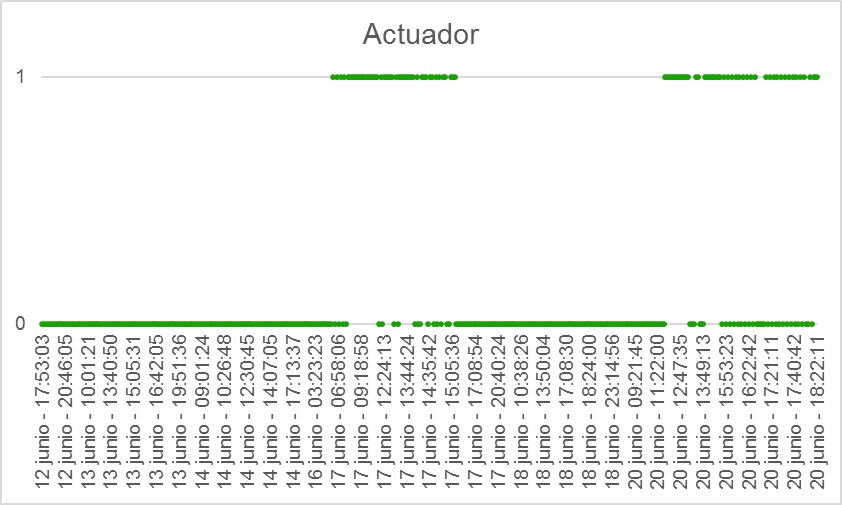 Actuador
1
0
12 junio - 17:53:03
12 junio - 20:46:05
13 junio - 10:01:21
13 junio - 13:40:50
13 junio - 15:05:31
13 junio - 16:42:05
13 junio - 19:51:36
14 junio - 09:01:24
14 junio - 10:26:48
14 junio - 12:30:45
14 junio - 14:07:05
14 junio - 17:13:37
16 junio - 03:23:23
17 junio - 06:58:06
17 junio - 09:18:58
17 junio - 12:24:13
17 junio - 13:44:24
17 junio - 14:35:42
17 junio - 15:05:36
17 junio - 17:08:54
17 junio - 20:40:24
18 junio - 10:38:26
18 junio - 13:50:04
18 junio - 17:08:30
18 junio - 18:24:00
18 junio - 23:14:56
20 junio - 09:21:45
20 junio - 11:22:00
20 junio - 12:47:35
20 junio - 13:49:13
20 junio - 15:53:23
20 junio - 16:22:42
20 junio - 17:21:11
20 junio - 17:40:42
20 junio - 18:22:11